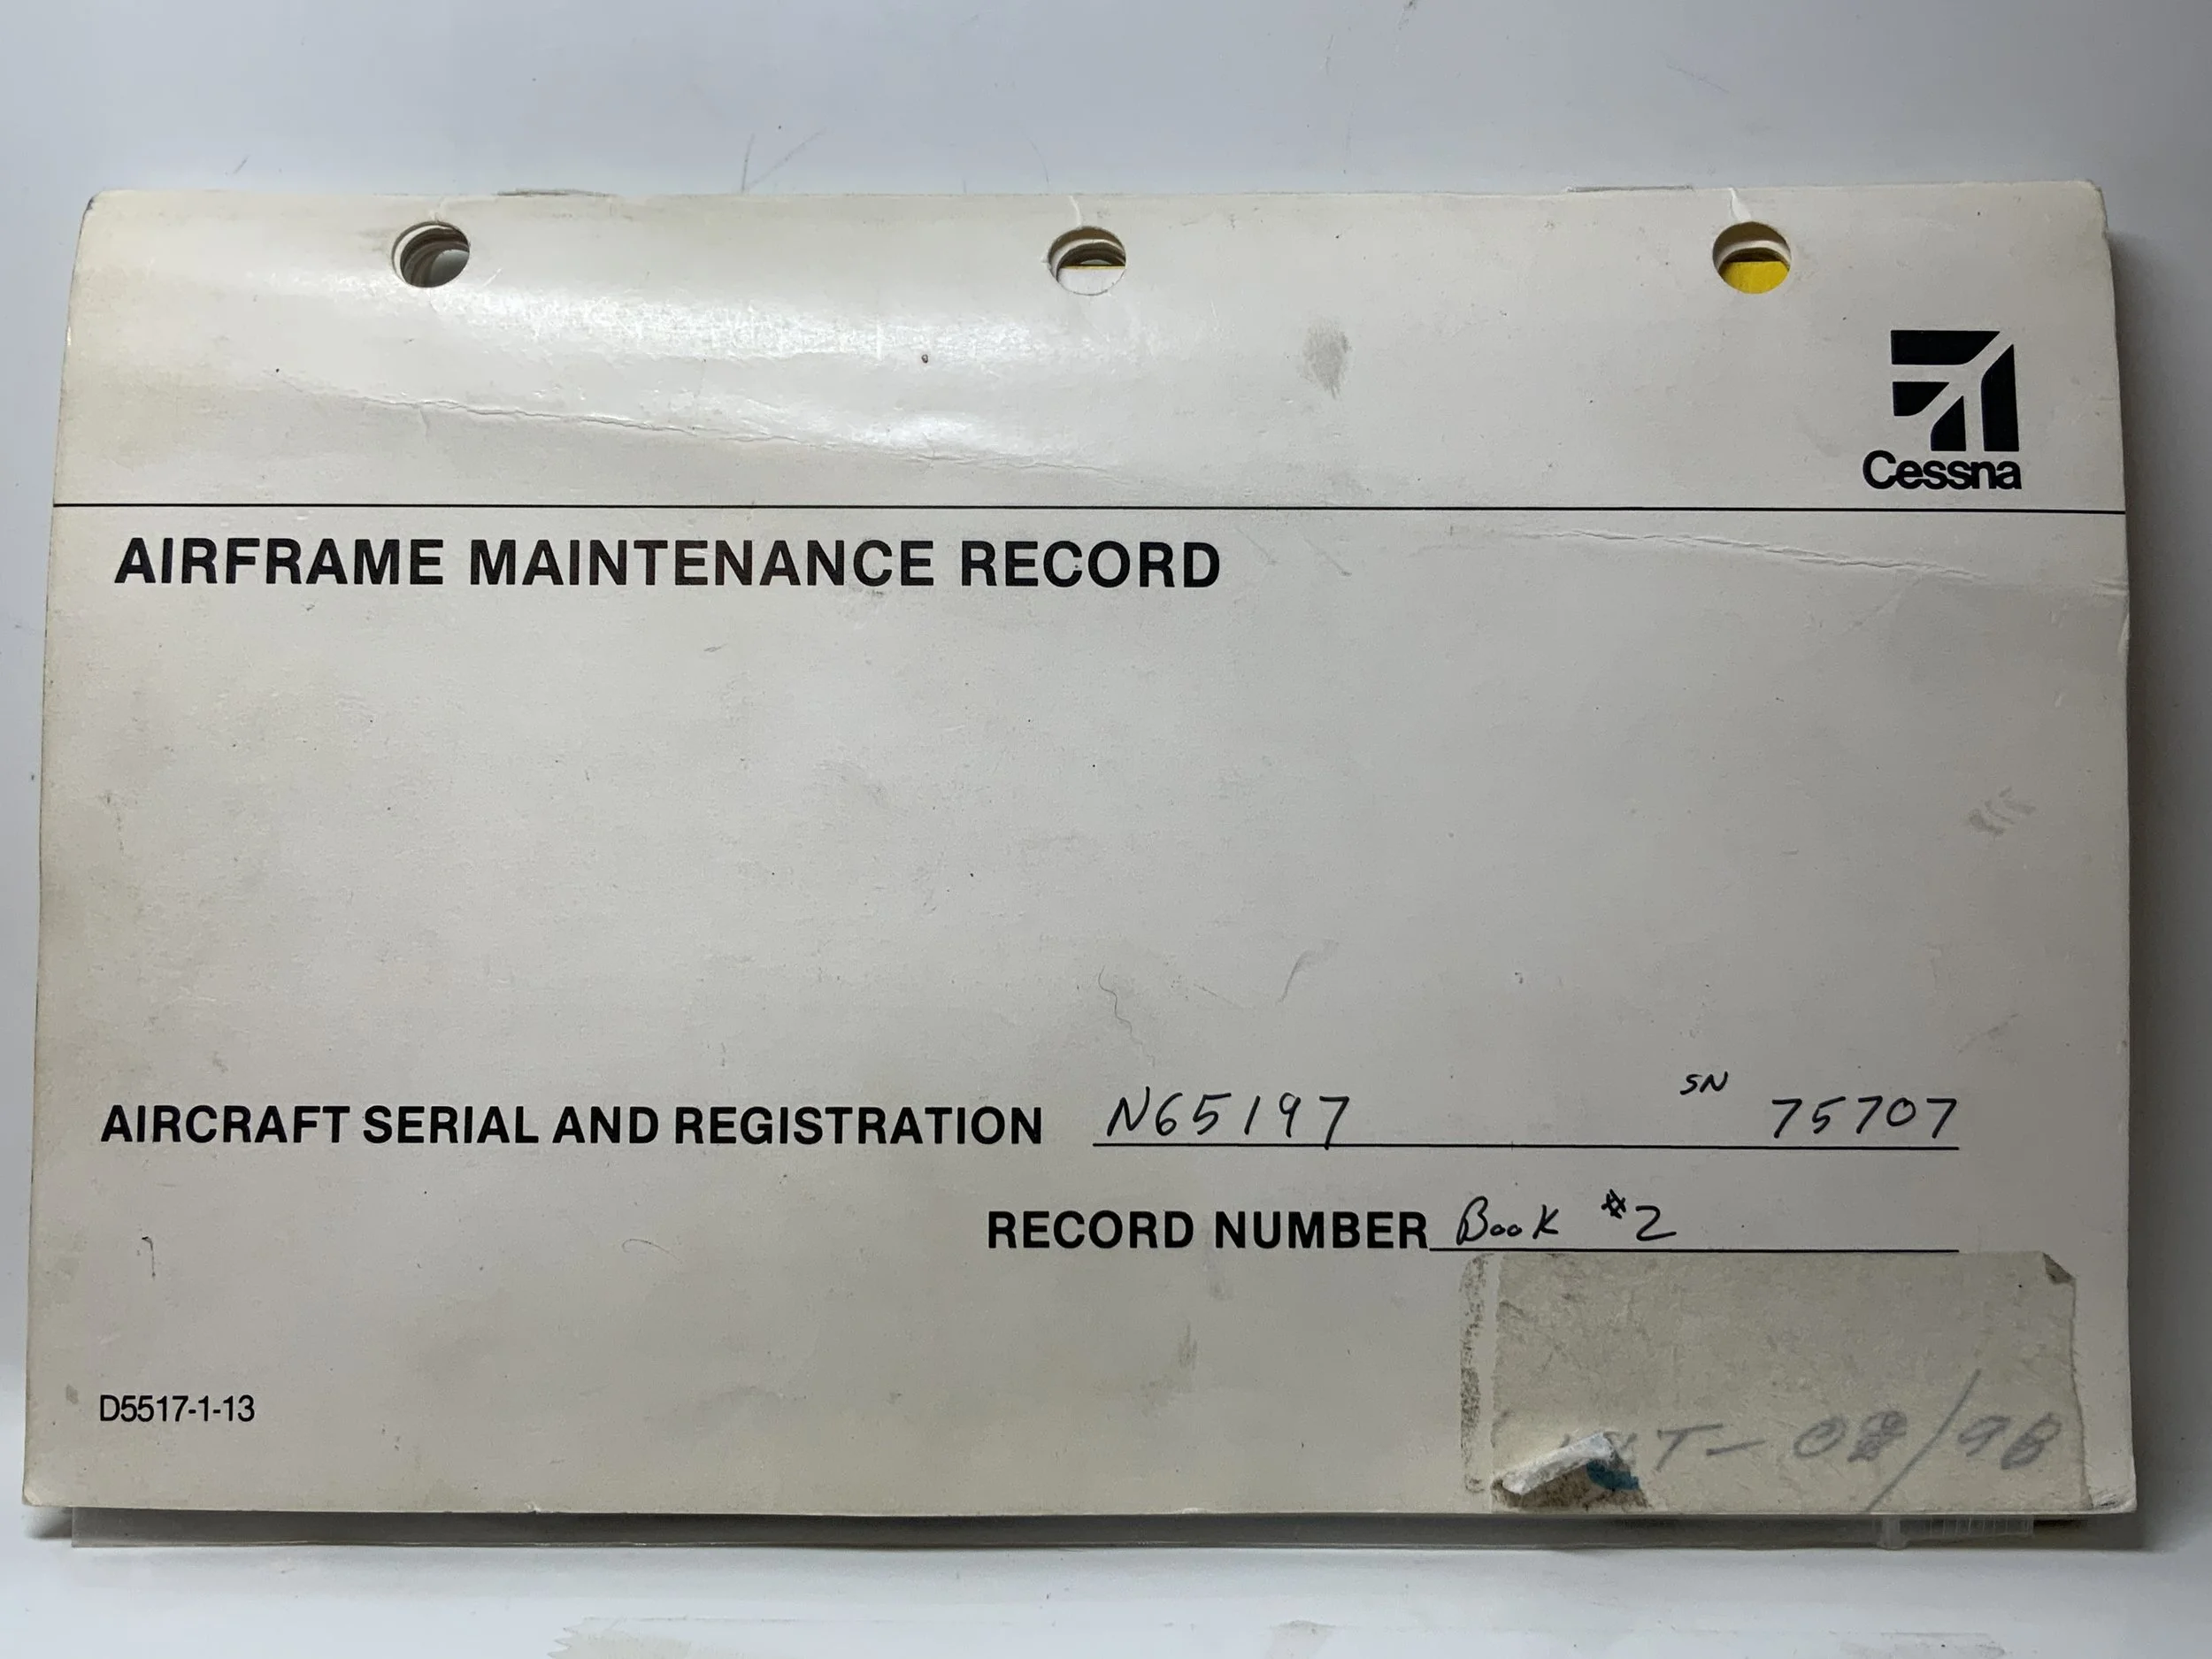 Cessna
AIRFRAME MAINTENANCE RECORD
AIRCRAFT SERIAL AND REGISTRATION N65197 SN 75707
RECORD NUMBER Book #2
D5517-1-13